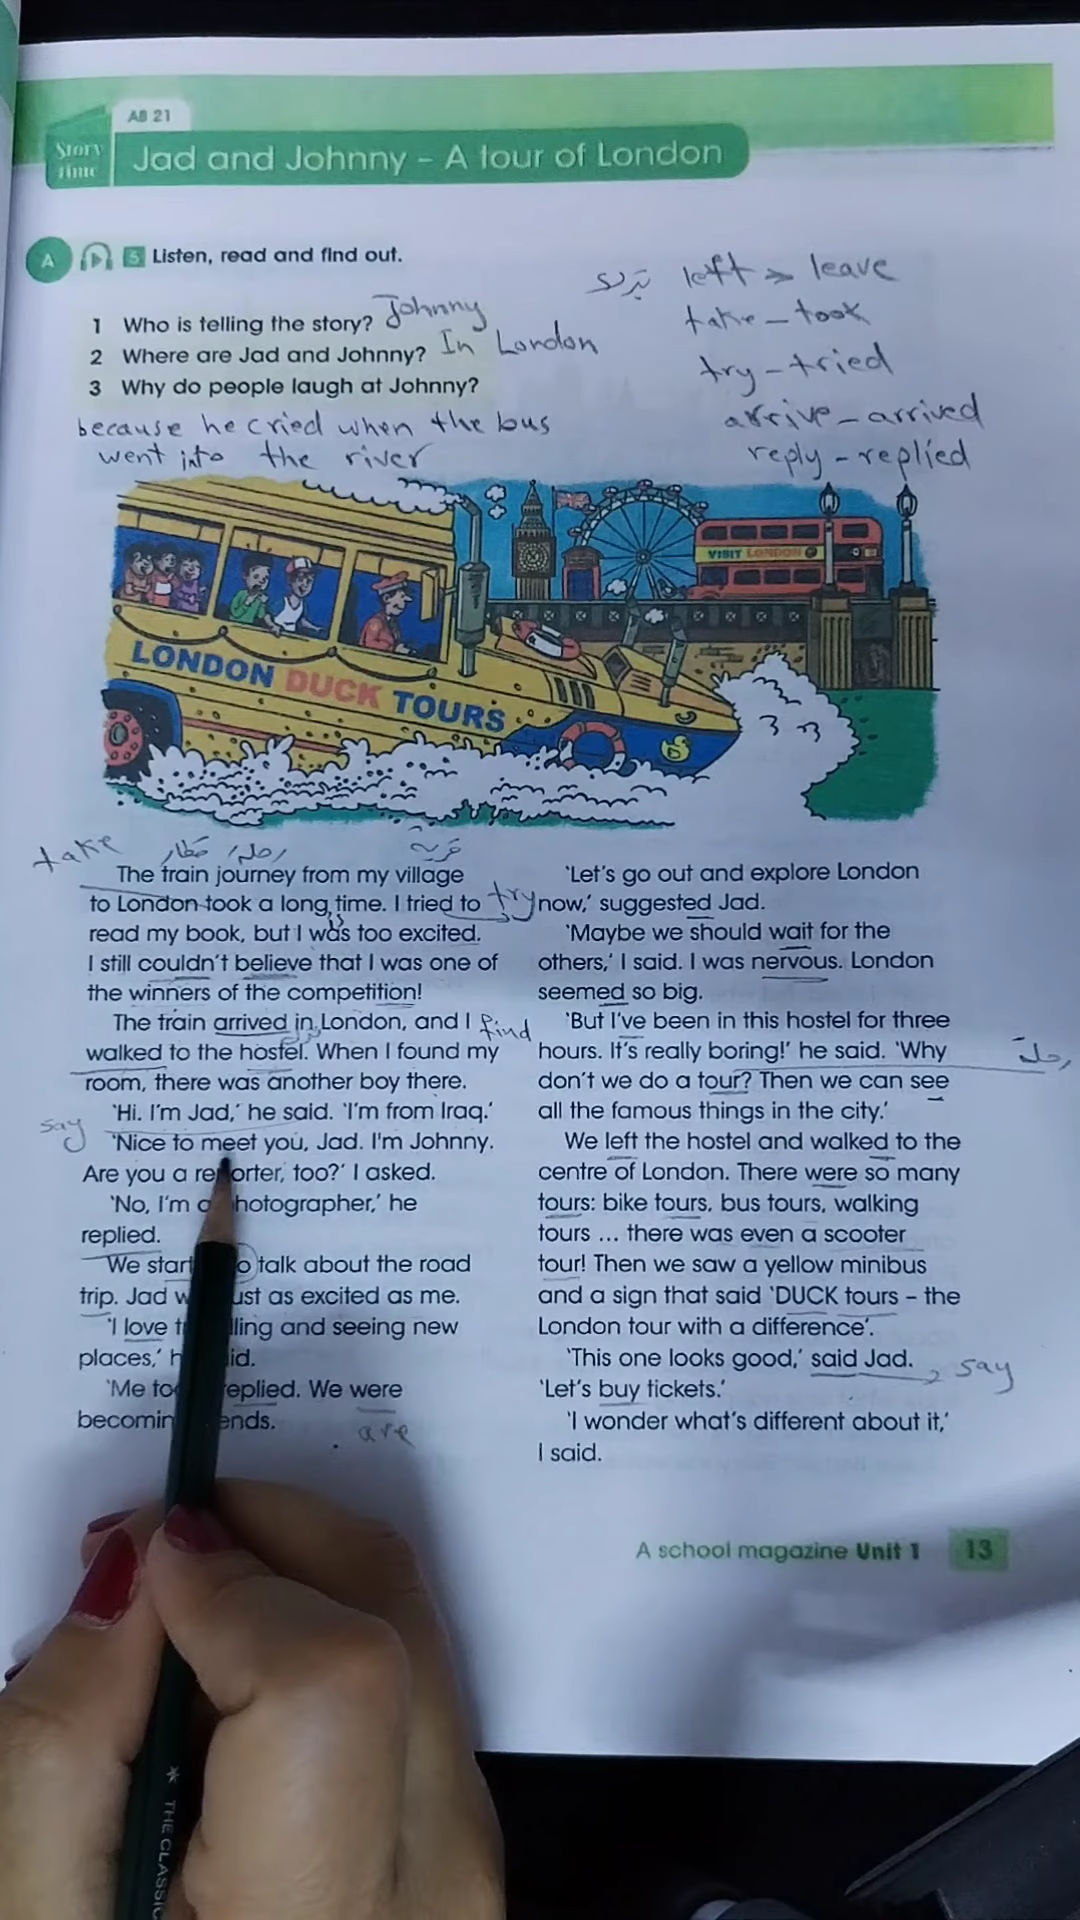 AB 21
Story
Time
Jad and Johnny – A tour of London
A 5 Listen, read and find out.
1 Who is telling the story? Johnny
2 Where are Jad and Johnny? In London
3 Why do people laugh at Johnny?
because he cried when the bus
went into the river
left > leave
take – took
try – tried
arrive – arrived
reply – replied
VISIT LONDON
LONDON DUCK TOURS
take
رحلة قطار
قرية
The train journey from my village
to London took a long time. I tried to try
is
read my book, but I was too excited.
I still couldn't believe that I was one of
the winners of the competition!
The train arrived in London, and I find
walked to the hostel. When I found my
room, there was another boy there.
'Hi. I'm Jad,' he said. 'I'm from Iraq.'
say
'Nice to meet you, Jad. I'm Johnny.
Are you a re orter, too?' I asked.
'No, I'm hotographer,' he
replied.
We start o talk about the road
trip. Jad w ust as excited as me.
'I love t lling and seeing new
places,' h id.
'Me to eplied. We were
becomin ends.
are
'Let's go out and explore London
now,' suggested Jad.
'Maybe we should wait for the
others,' I said. I was nervous. London
seemed so big.
'But I've been in this hostel for three
hours. It's really boring!' he said. 'Why
رحلة
don't we do a tour? Then we can see
all the famous things in the city.'
We left the hostel and walked to the
centre of London. There were so many
tours: bike tours, bus tours, walking
tours ... there was even a scooter
tour! Then we saw a yellow minibus
and a sign that said 'DUCK tours – the
London tour with a difference'.
'This one looks good,' said Jad. say
'Let's buy tickets.'
'I wonder what's different about it,'
I said.
A school magazine Unit 1 13
THE CLASSIC